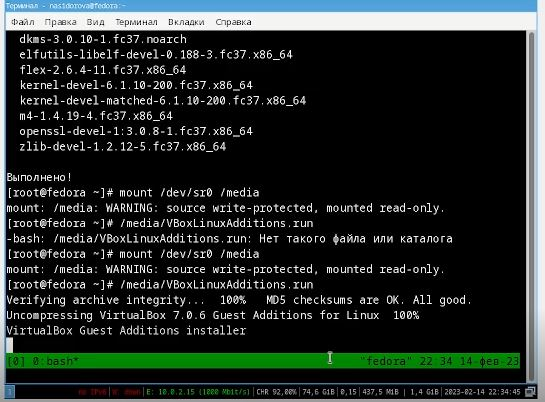 Терминал - nasidorova@fedora:~
Файл Правка Вид Терминал Вкладки Справка
dkms-3.0.10-1.fc37.noarch
elfutils-libelf-devel-0.188-3.fc37.x86_64
flex-2.6.4-11.fc37.x86_64
kernel-devel-6.1.10-200.fc37.x86_64
kernel-devel-matched-6.1.10-200.fc37.x86_64
m4-1.4.19-4.fc37.x86_64
openssl-devel-1:3.0.8-1.fc37.x86_64
zlib-devel-1.2.12-5.fc37.x86_64
Выполнено!
[root@fedora ~]# mount /dev/sr0 /media
mount: /media: WARNING: source write-protected, mounted read-only.
[root@fedora ~]# /media/VBoxLinuxAdditions.run
-bash: /media/VBoxLinuxAdditions.run: Нет такого файла или каталога
[root@fedora ~]# mount /dev/sr0 /media
mount: /media: WARNING: source write-protected, mounted read-only.
[root@fedora ~]# /media/VBoxLinuxAdditions.run
Verifying archive integrity... 100% MD5 checksums are OK. All good.
Uncompressing VirtualBox 7.0.6 Guest Additions for Linux 100%
VirtualBox Guest Additions installer
[0] 0:bash* "fedora" 22:34 14-фев-23
1 no IPv6 | W: down | E: 10.0.2.15 (1000 Mbit/s) | CHR 92,00% | 74,6 GiB | 0,15 | 437,5 MiB | 1,4 GiB | 2023-02-14 22:34:45